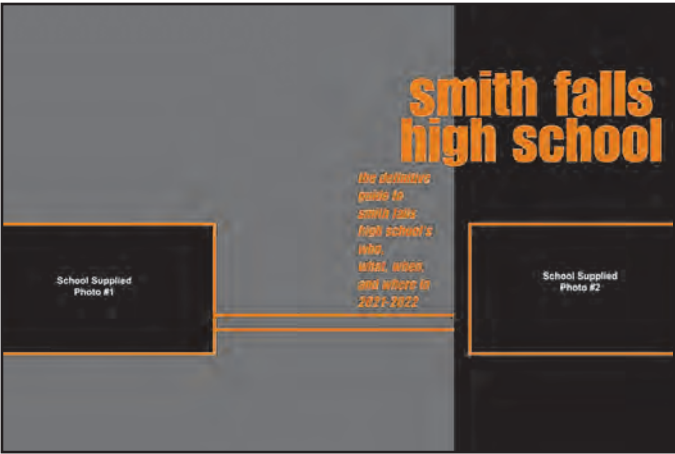 smith falls
high school
the definitive
guide to
smith falls
high school's
who,
what, when,
and where in
2021-2022
School Supplied
Photo #1
School Supplied
Photo #2